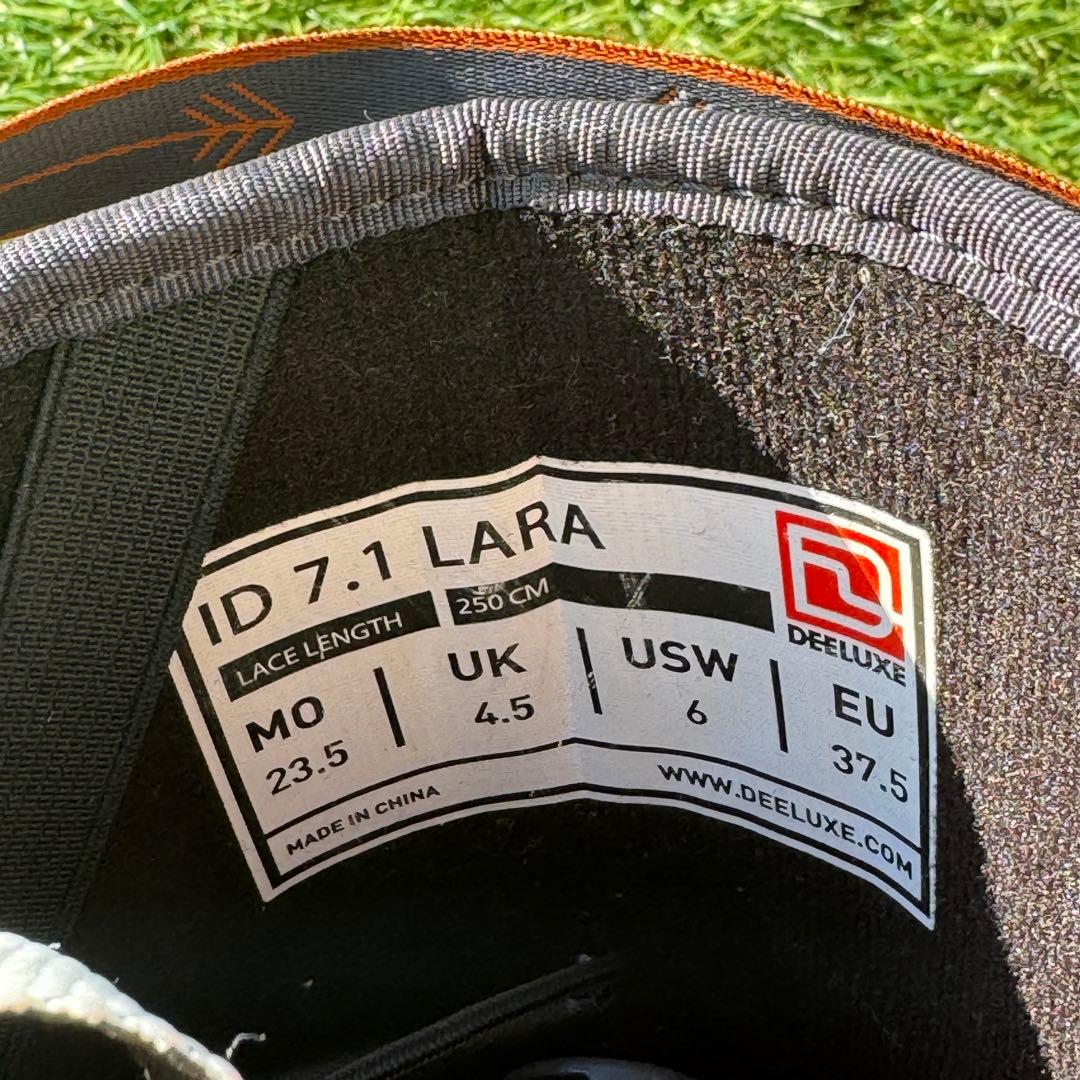 ID 7.1 LARA
LACE LENGTH 250 CM
DEELUXE
MO UK USW EU
23.5 4.5 6 37.5
MADE IN CHINA WWW.DEELUXE.COM